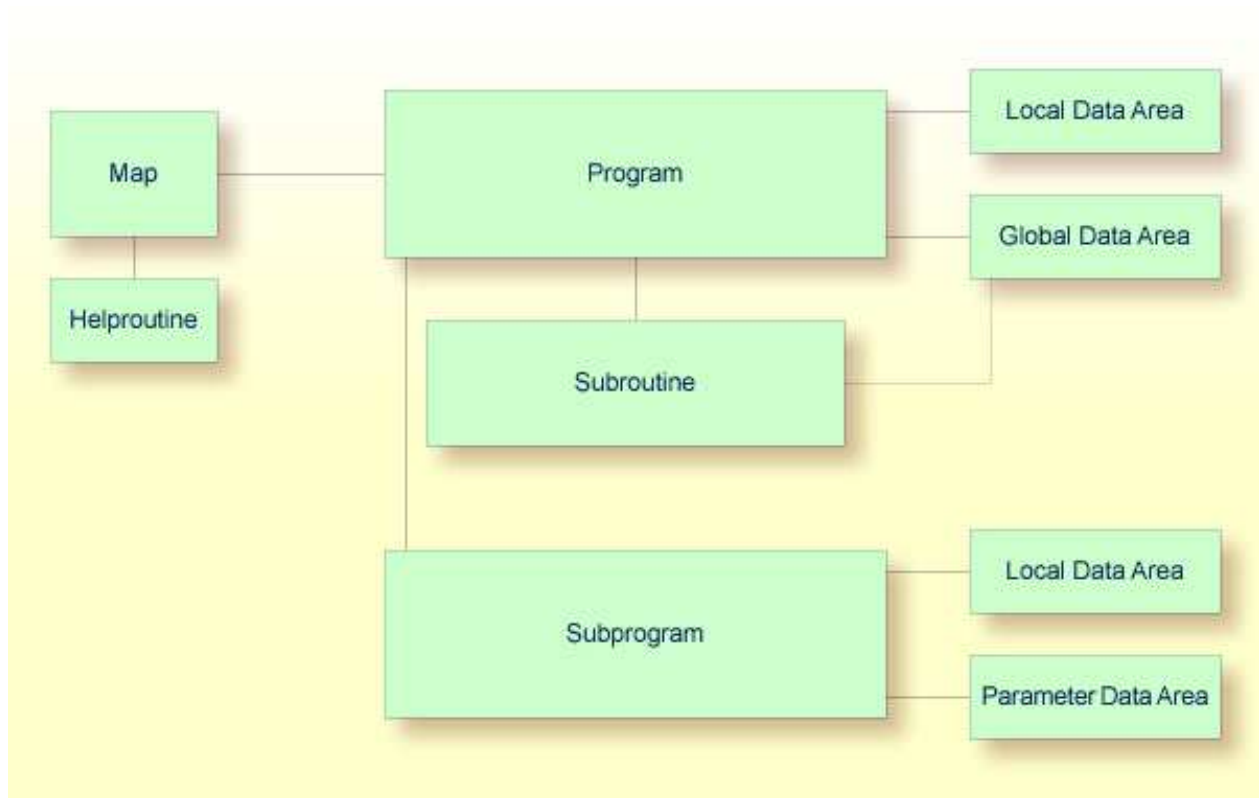 Local Data Area
Map
Program
Global Data Area
Helproutine
Subroutine
Local Data Area
Subprogram
Parameter Data Area